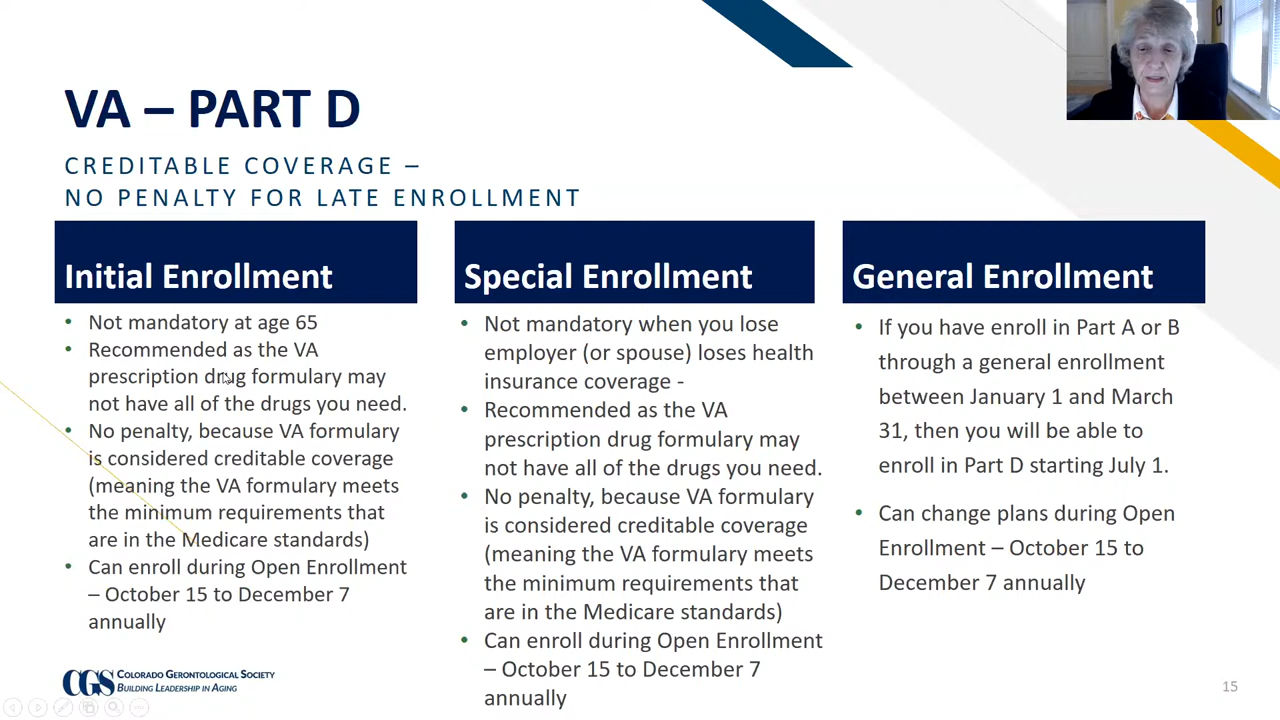 VA – PART D
CREDITABLE COVERAGE –
NO PENALTY FOR LATE ENROLLMENT
Initial Enrollment
• Not mandatory at age 65
• Recommended as the VA
prescription drug formulary may
not have all of the drugs you need.
• No penalty, because VA formulary
is considered creditable coverage
(meaning the VA formulary meets
the minimum requirements that
are in the Medicare standards)
• Can enroll during Open Enrollment
– October 15 to December 7
annually
Special Enrollment
• Not mandatory when you lose
employer (or spouse) loses health
insurance coverage -
• Recommended as the VA
prescription drug formulary may
not have all of the drugs you need.
• No penalty, because VA formulary
is considered creditable coverage
(meaning the VA formulary meets
the minimum requirements that
are in the Medicare standards)
• Can enroll during Open Enrollment
– October 15 to December 7
annually
General Enrollment
• If you have enroll in Part A or B
through a general enrollment
between January 1 and March
31, then you will be able to
enroll in Part D starting July 1.
• Can change plans during Open
Enrollment – October 15 to
December 7 annually
CGS COLORADO GERONTOLOGICAL SOCIETY
BUILDING LEADERSHIP IN AGING
15